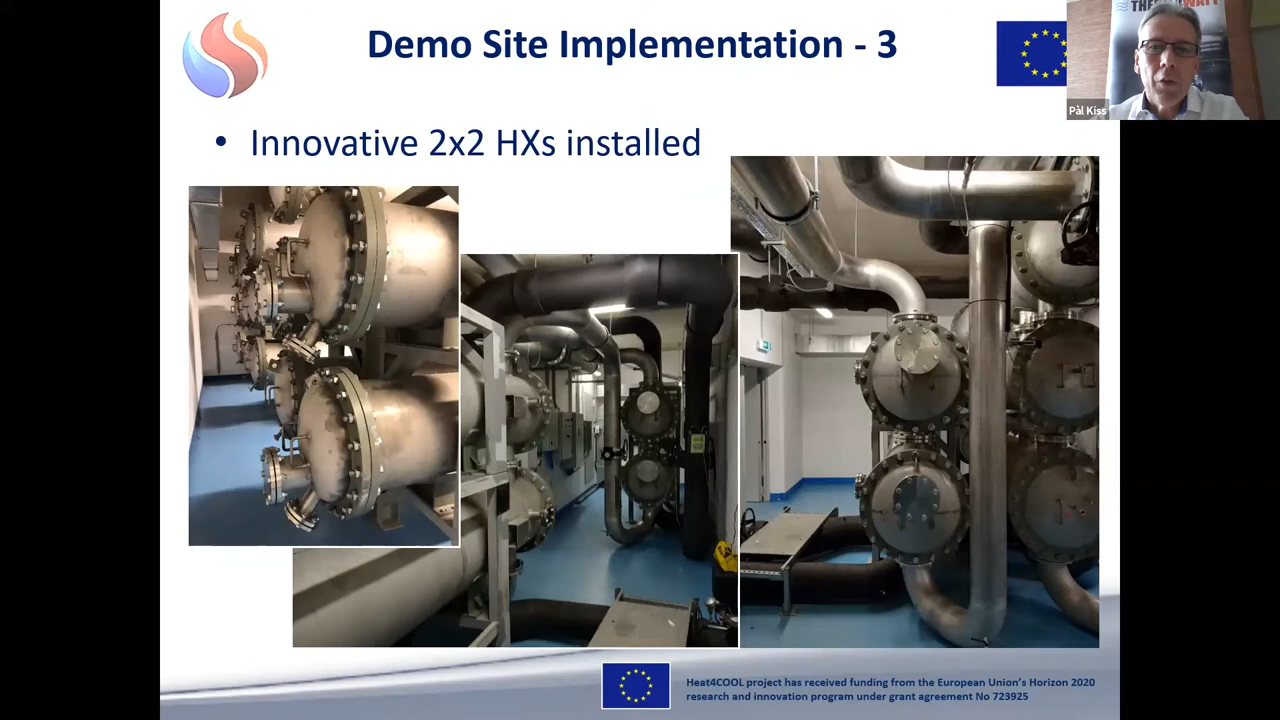 Demo Site Implementation - 3
Pàl Kiss
• Innovative 2x2 HXs installed
Heat4COOL project has received funding from the European Union's Horizon 2020
research and innovation program under grant agreement No 723925